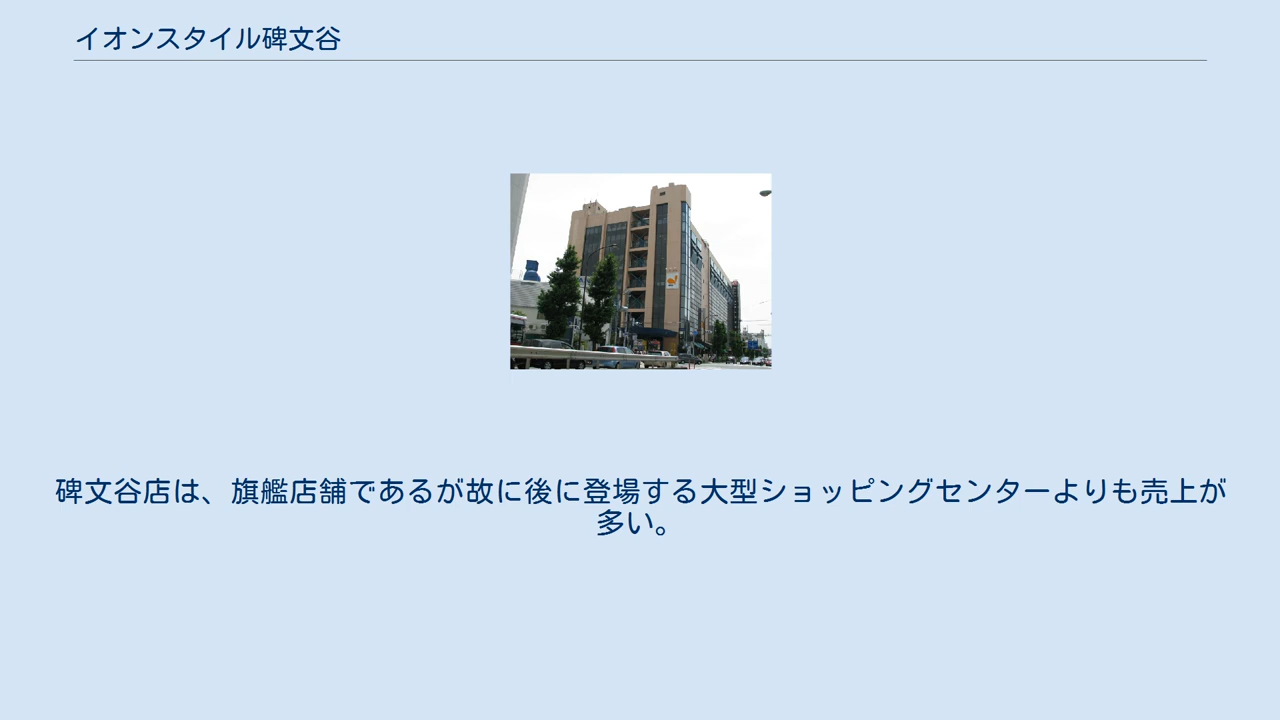 イオンスタイル碑文谷
碑文谷店は、旗艦店舗であるが故に後に登場する大型ショッピングセンターよりも売上が
多い。